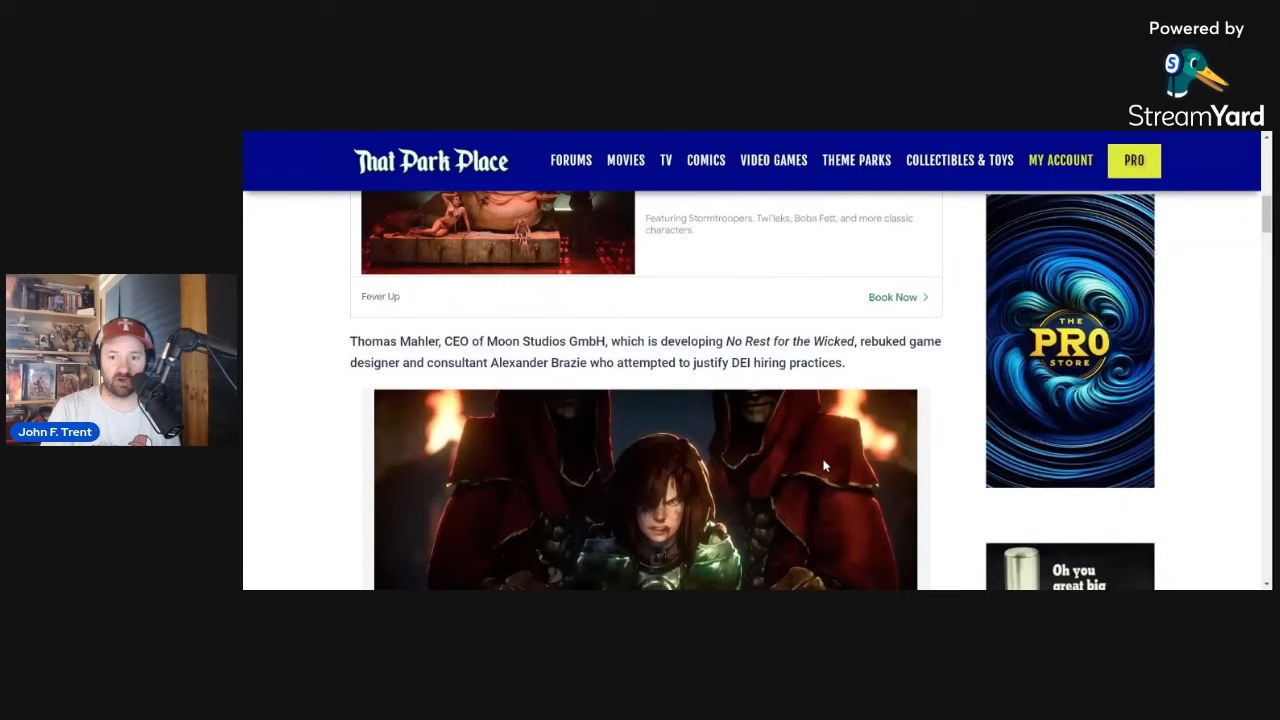 Powered by
S
StreamYard
That Park Place
FORUMS MOVIES TV COMICS VIDEO GAMES THEME PARKS COLLECTIBLES & TOYS MY ACCOUNT PRO
Featuring Stormtroopers, Twi'leks, Boba Fett, and more classic
characters.
Fever Up
Book Now
Thomas Mahler, CEO of Moon Studios GmbH, which is developing No Rest for the Wicked, rebuked game
designer and consultant Alexander Brazie who attempted to justify DEI hiring practices.
THE
PRO
STORE
Oh you
great big
T
John F. Trent